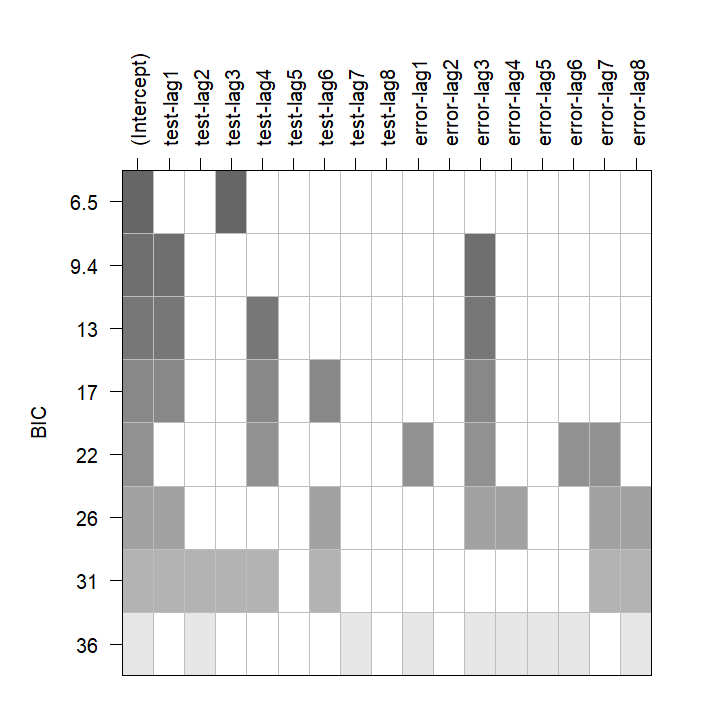 (Intercept)
test-lag1
test-lag2
test-lag3
test-lag4
test-lag5
test-lag6
test-lag7
test-lag8
error-lag1
error-lag2
error-lag3
error-lag4
error-lag5
error-lag6
error-lag7
error-lag8
BIC
6.5
9.4
13
17
22
26
31
36